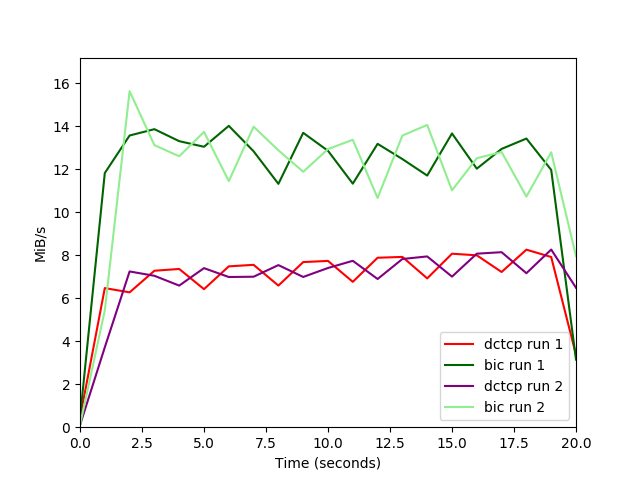 16
14
12
10
8
6
4
2
0
MiB/s
0.0 2.5 5.0 7.5 10.0 12.5 15.0 17.5 20.0
Time (seconds)
dctcp run 1
bic run 1
dctcp run 2
bic run 2